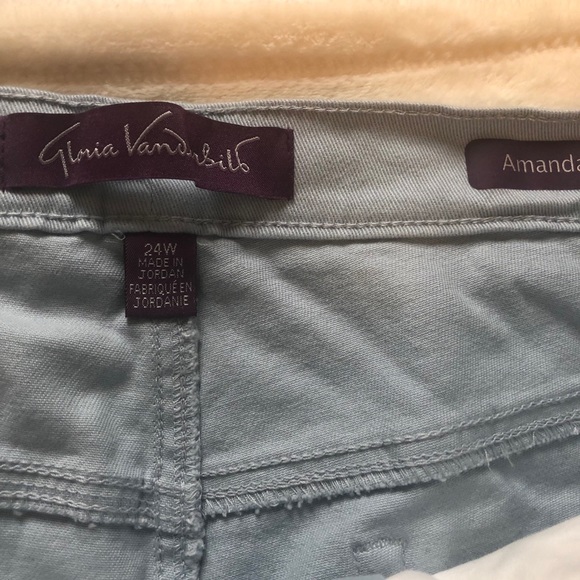 Gloria Vanderbilt
Amanda
24W
MADE IN
JORDAN
FABRIQUÉ EN
JORDANIE